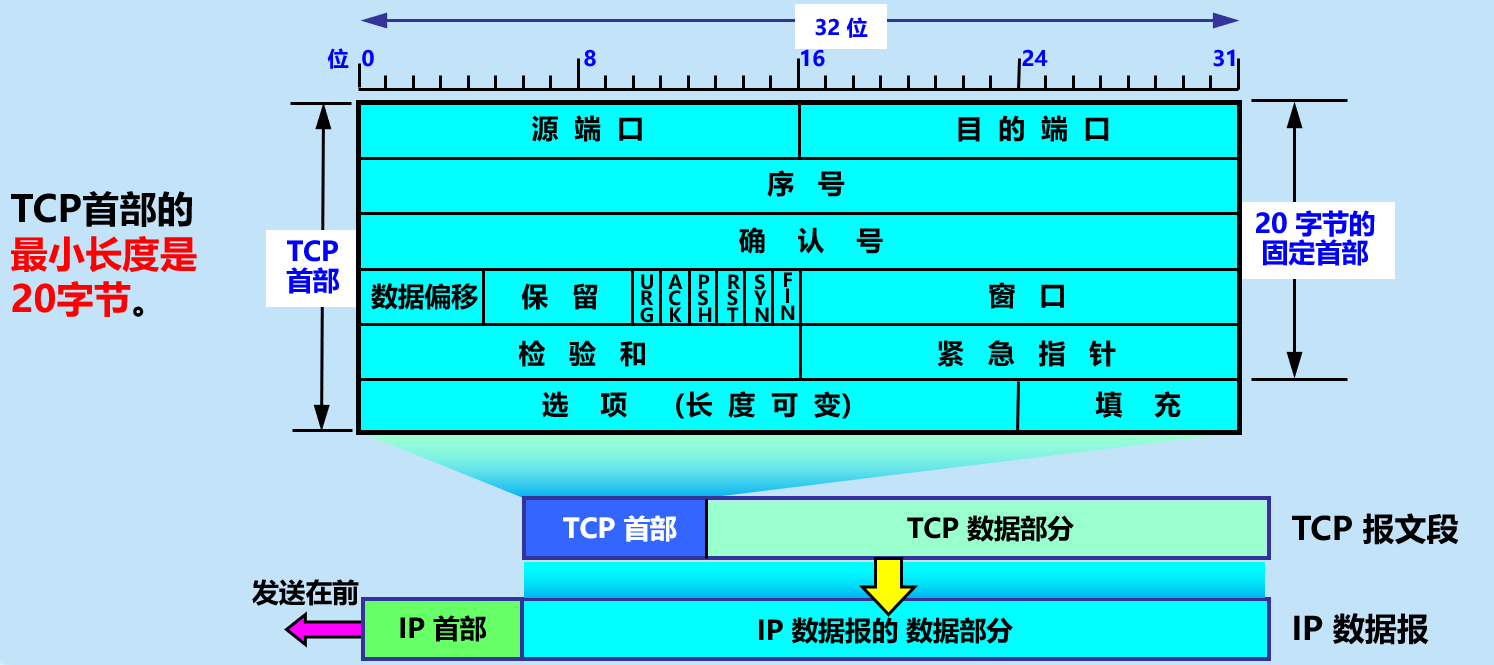 32 位
位 0 8 16 24 31
源端口 目的端口
序号
确认号
数据偏移 保留 URG ACK PSH RST SYN FIN 窗口
检验和 紧急指针
选项 (长度可变) 填充
TCP首部的
最小长度是
20字节。
TCP
首部
20 字节的
固定首部
TCP 首部 TCP 数据部分 TCP 报文段
发送在前
IP 首部 IP 数据报的 数据部分 IP 数据报